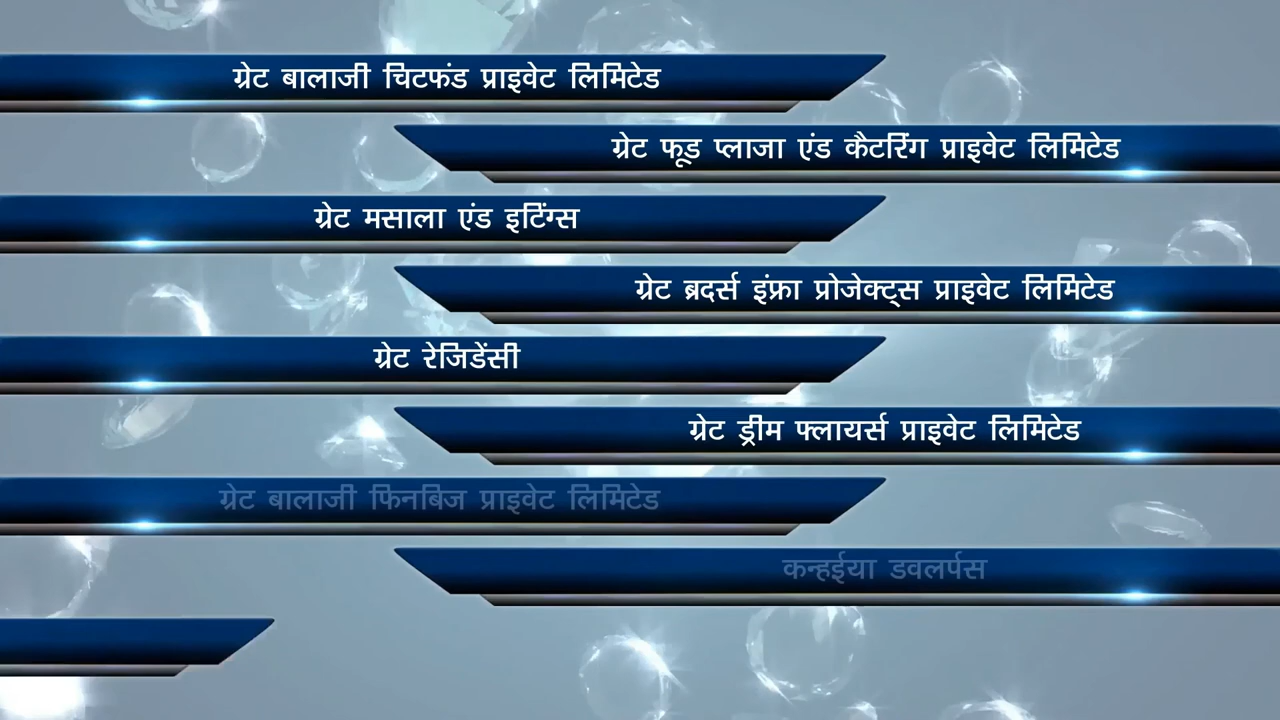 ग्रेट बालाजी चिटफंड प्राइवेट लिमिटेड
ग्रेट फूड प्लाजा एंड कैटरिंग प्राइवेट लिमिटेड
ग्रेट मसाला एंड इटिंग्स
ग्रेट ब्रदर्स इंफ्रा प्रोजेक्ट्स प्राइवेट लिमिटेड
ग्रेट रेजिडेंसी
ग्रेट ड्रीम फ्लायर्स प्राइवेट लिमिटेड
ग्रेट बालाजी फिनबिज प्राइवेट लिमिटेड
कन्हईया डवलर्पस